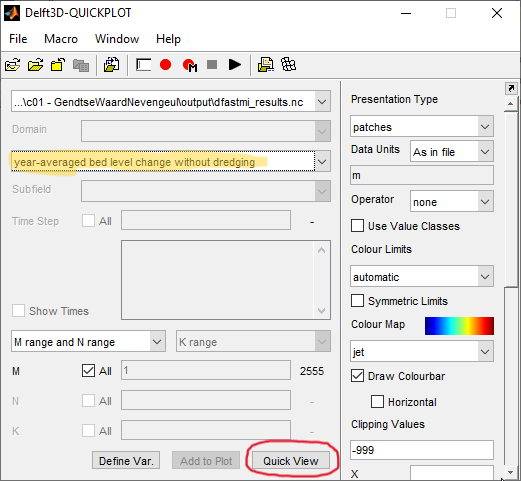 Delft3D-QUICKPLOT
File Macro Window Help
...\c01 - GendtseWaardNevengeul\output\dfastmi_results.nc
Domain
year-averaged bed level change without dredging
Subfield
Time Step All -
Show Times
M range and N range K range
M All 1 2555
N All -
K All -
Define Var. Add to Plot Quick View
Presentation Type
patches
Data Units As in file
m
Operator none
Use Value Classes
Colour Limits
automatic
Symmetric Limits
Colour Map
jet
Draw Colourbar
Horizontal
Clipping Values
-999
X